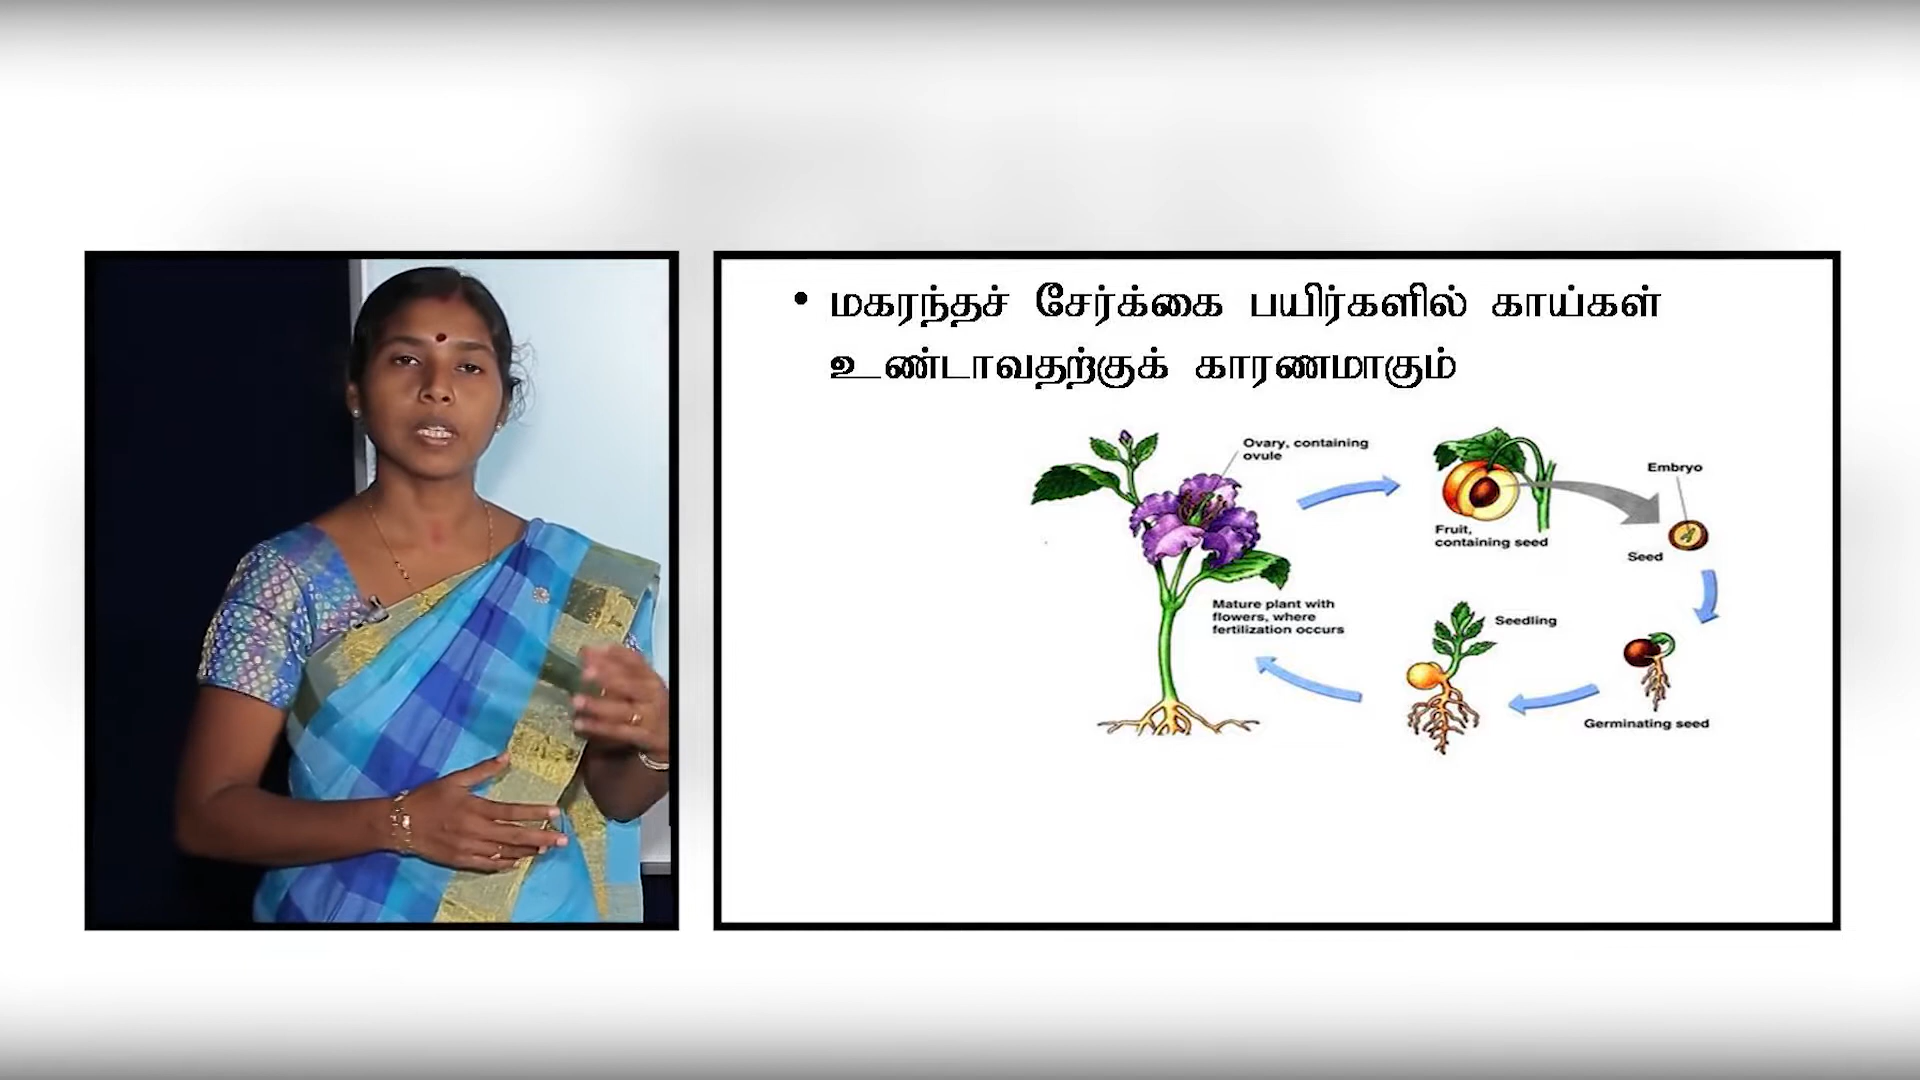 • மகரந்தச் சேர்க்கை பயிர்களில் காய்கள்
உண்டாவதற்குக் காரணமாகும்
Ovary, containing
ovule
Embryo
Fruit,
containing seed
Seed
Mature plant with
flowers, where
fertilization occurs
Seedling
Germinating seed